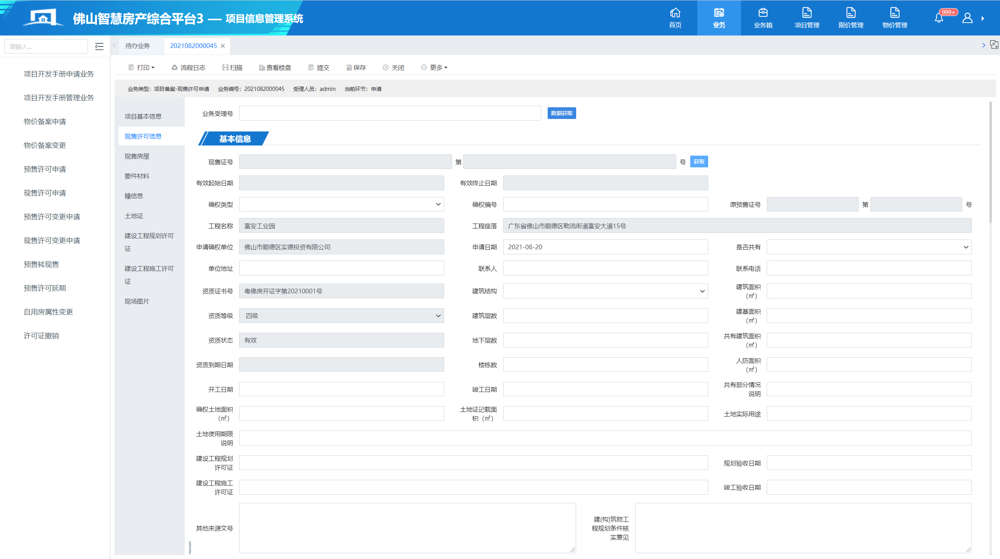 佛山智慧房产综合平台3 — 项目信息管理系统
首页
业务
业务箱
项目管理
限价管理
物价管理
999+
请输入...
待办业务
2021082000045
打印
流程日志
扫描
查看楼盘
提交
保存
关闭
更多
业务类型：项目备案-现售许可申请 业务编号：2021082000045 受理人员：admin 当前环节：申请
项目开发手册申请业务
项目开发手册管理业务
物价备案申请
物价备案变更
预售许可申请
现售许可申请
预售许可变更申请
现售许可变更申请
预售转现售
预售许可延期
自用房属性变更
许可证撤销
项目基本信息
现售许可信息
现售房屋
要件材料
幢信息
土地证
建设工程规划许可
证
建设工程施工许可
证
现场图片
业务受理号
数据获取
基本信息
现售证号 第 号 获取
有效起始日期 有效终止日期
确权类型 确权编号 原预售证号 第 号
工程名称 富安工业园 工程座落 广东省佛山市顺德区勒流街道富安大道15号
申请确权单位 佛山市顺德区实德投资有限公司 申请日期 2021-08-20 是否共有
单位地址 联系人 联系电话
资质证书号 粤佛房开证字第20210001号 建筑结构 建筑面积
（㎡）
资质等级 四级 建筑层数 建基面积
（㎡）
资质状态 有效 地下层数 共有建筑面积
（㎡）
资质到期日期 楼栋数 人防面积
（㎡）
开工日期 竣工日期 共有部分情况
说明
确权土地面积
（㎡）
土地证记载面
积（㎡）
土地实际用途
土地使用期限
说明
建设工程规划
许可证
规划验收日期
建设工程施工
许可证
竣工验收日期
其他来源文号
建(构)筑物工
程规划条件核
实意见